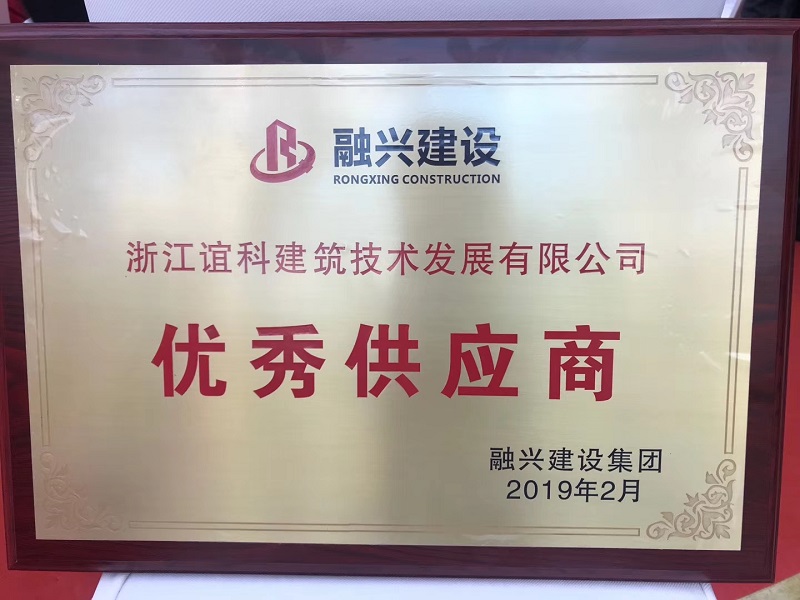 融兴建设
RONGXING CONSTRUCTION
浙江谊科建筑技术发展有限公司
优秀供应商
融兴建设集团
2019年2月